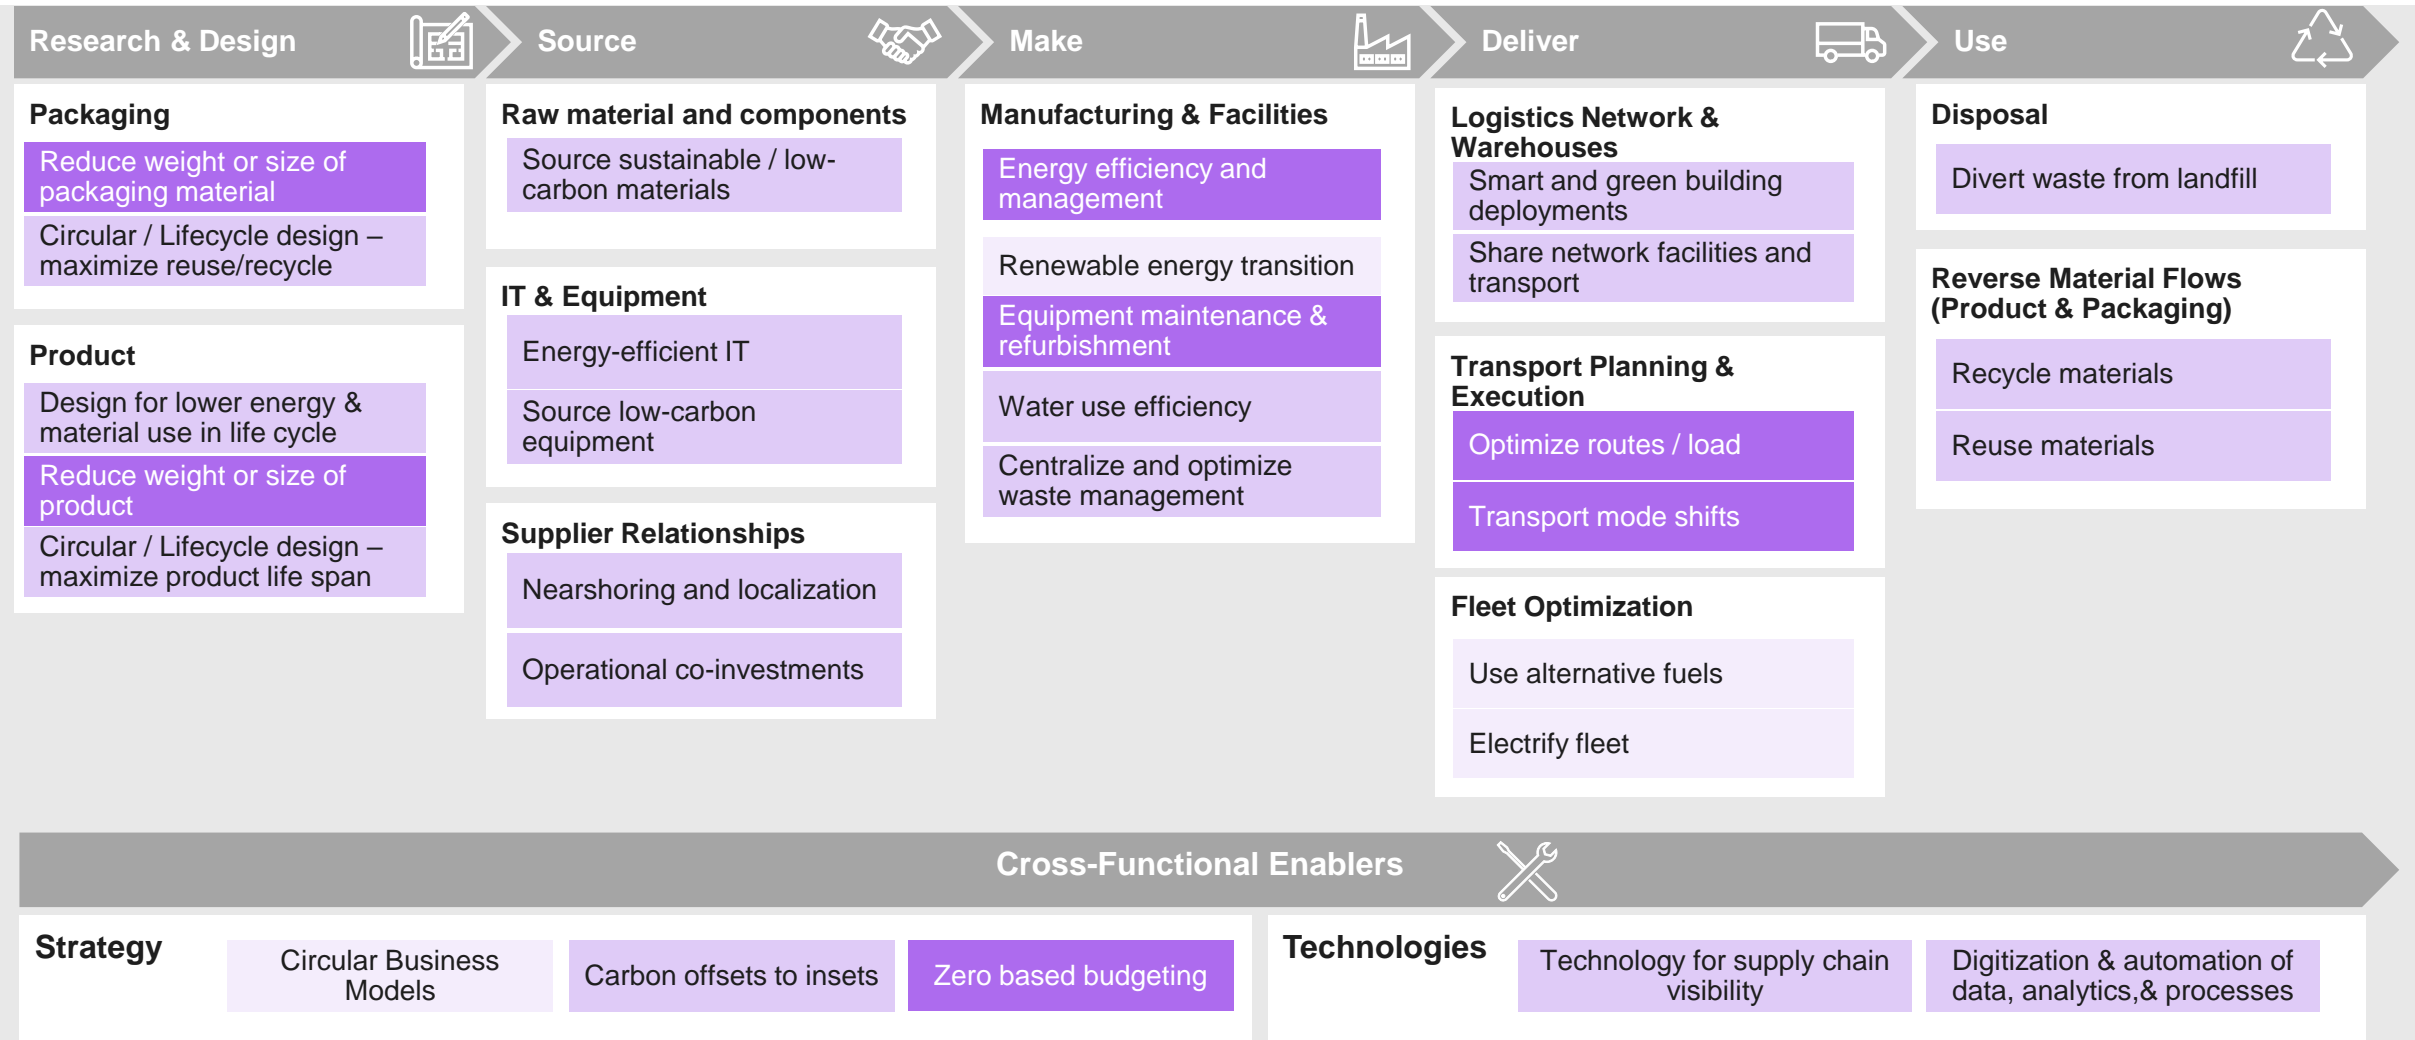 Research & Design
Source
Make
Deliver
Use
Packaging
Reduce weight or size of
packaging material
Circular / Lifecycle design –
maximize reuse/recycle
Product
Design for lower energy &
material use in life cycle
Reduce weight or size of
product
Circular / Lifecycle design –
maximize product life span
Raw material and components
Source sustainable / low-
carbon materials
IT & Equipment
Energy-efficient IT
Source low-carbon
equipment
Supplier Relationships
Nearshoring and localization
Operational co-investments
Manufacturing & Facilities
Energy efficiency and
management
Renewable energy transition
Equipment maintenance &
refurbishment
Water use efficiency
Centralize and optimize
waste management
Logistics Network &
Warehouses
Smart and green building
deployments
Share network facilities and
transport
Transport Planning &
Execution
Optimize routes / load
Transport mode shifts
Fleet Optimization
Use alternative fuels
Electrify fleet
Disposal
Divert waste from landfill
Reverse Material Flows
(Product & Packaging)
Recycle materials
Reuse materials
Cross-Functional Enablers
Strategy
Circular Business
Models
Carbon offsets to insets
Zero based budgeting
Technologies
Technology for supply chain
visibility
Digitization & automation of
data, analytics,& processes